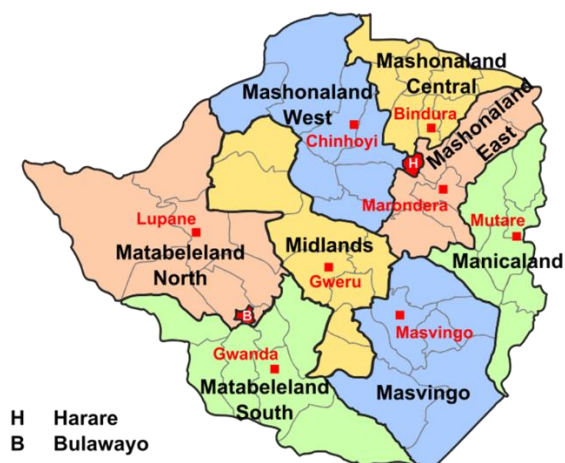 Mashonaland
Central
Mashonaland
West
Bindura
Mashonaland
East
Chinhoyi
H
Marondera
Lupane
Mutare
Matabeleland
North
Midlands
Manicaland
Gweru
B
Masvingo
Gwanda
Matabeleland
South
Masvingo
H Harare
B Bulawayo